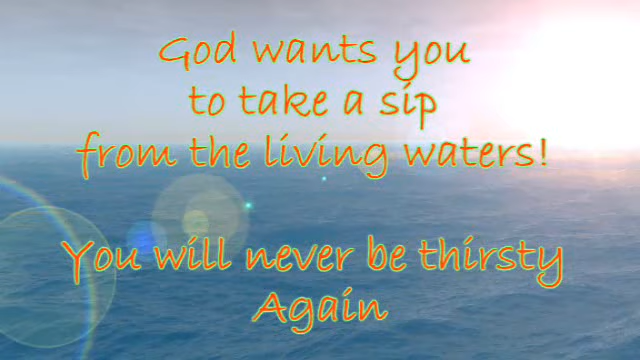 God wants you
to take a sip
from the living waters!
You will never be thirsty
Again